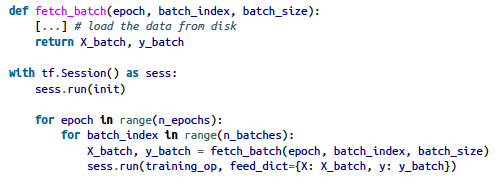 def fetch_batch(epoch, batch_index, batch_size):
    [...] # load the data from disk
    return X_batch, y_batch

with tf.Session() as sess:
    sess.run(init)

    for epoch in range(n_epochs):
        for batch_index in range(n_batches):
            X_batch, y_batch = fetch_batch(epoch, batch_index, batch_size)
            sess.run(training_op, feed_dict={X: X_batch, y: y_batch})